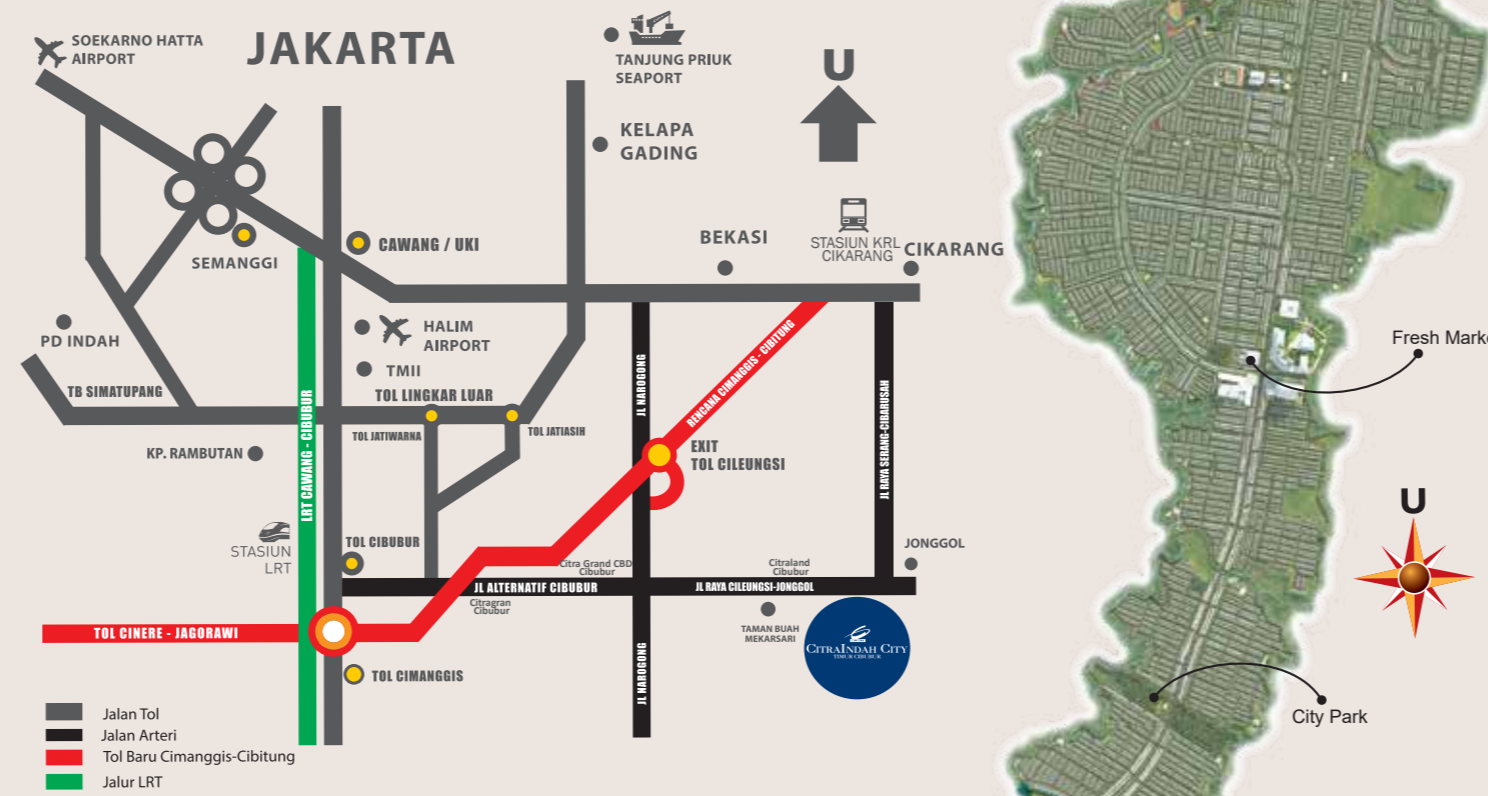 SOEKARNO HATTA
AIRPORT
JAKARTA
TANJUNG PRIUK
SEAPORT
U
KELAPA
GADING
SEMANGGI
CAWANG / UKI
BEKASI
STASIUN KRL
CIKARANG
CIKARANG
PD INDAH
HALIM
AIRPORT
TMII
TB SIMATUPANG
TOL LINGKAR LUAR
TOL JATIWARNA
TOL JATIASIH
KP. RAMBUTAN
LRT CAWANG - CIBUBUR
JL NAROGONG
RENCANA CIMANGGIS - CIBITUNG
EXIT
TOL CILEUNGSI
JL RAYA SERANG-CIBARUSAH
STASIUN
LRT
TOL CIBUBUR
Citra Grand CBD
Cibubur
Citraland
Cibubur
JONGGOL
JL ALTERNATIF CIBUBUR
JL RAYA CILEUNGSI-JONGGOL
Citragran
Cibubur
TAMAN BUAH
MEKARSARI
CITRAINDAH CITY
TIMUR CIBUBUR
TOL CINERE - JAGORAWI
TOL CIMANGGIS
JL NAROGONG
Jalan Tol
Jalan Arteri
Tol Baru Cimanggis-Cibitung
Jalur LRT
Fresh Marke
U
City Park